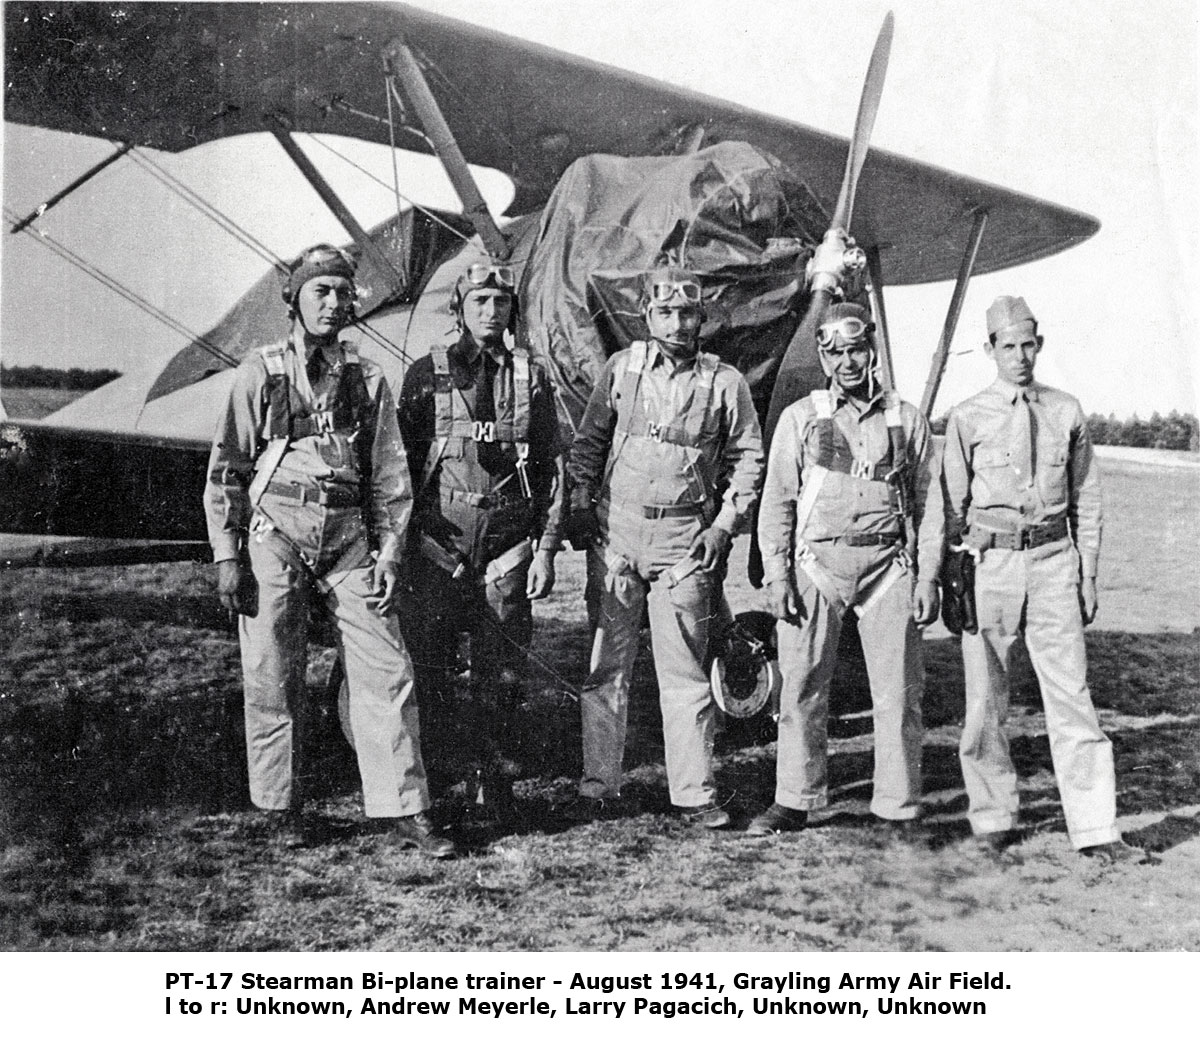 PT-17 Stearman Bi-plane trainer - August 1941, Grayling Army Air Field.
l to r: Unknown, Andrew Meyerle, Larry Pagacich, Unknown, Unknown